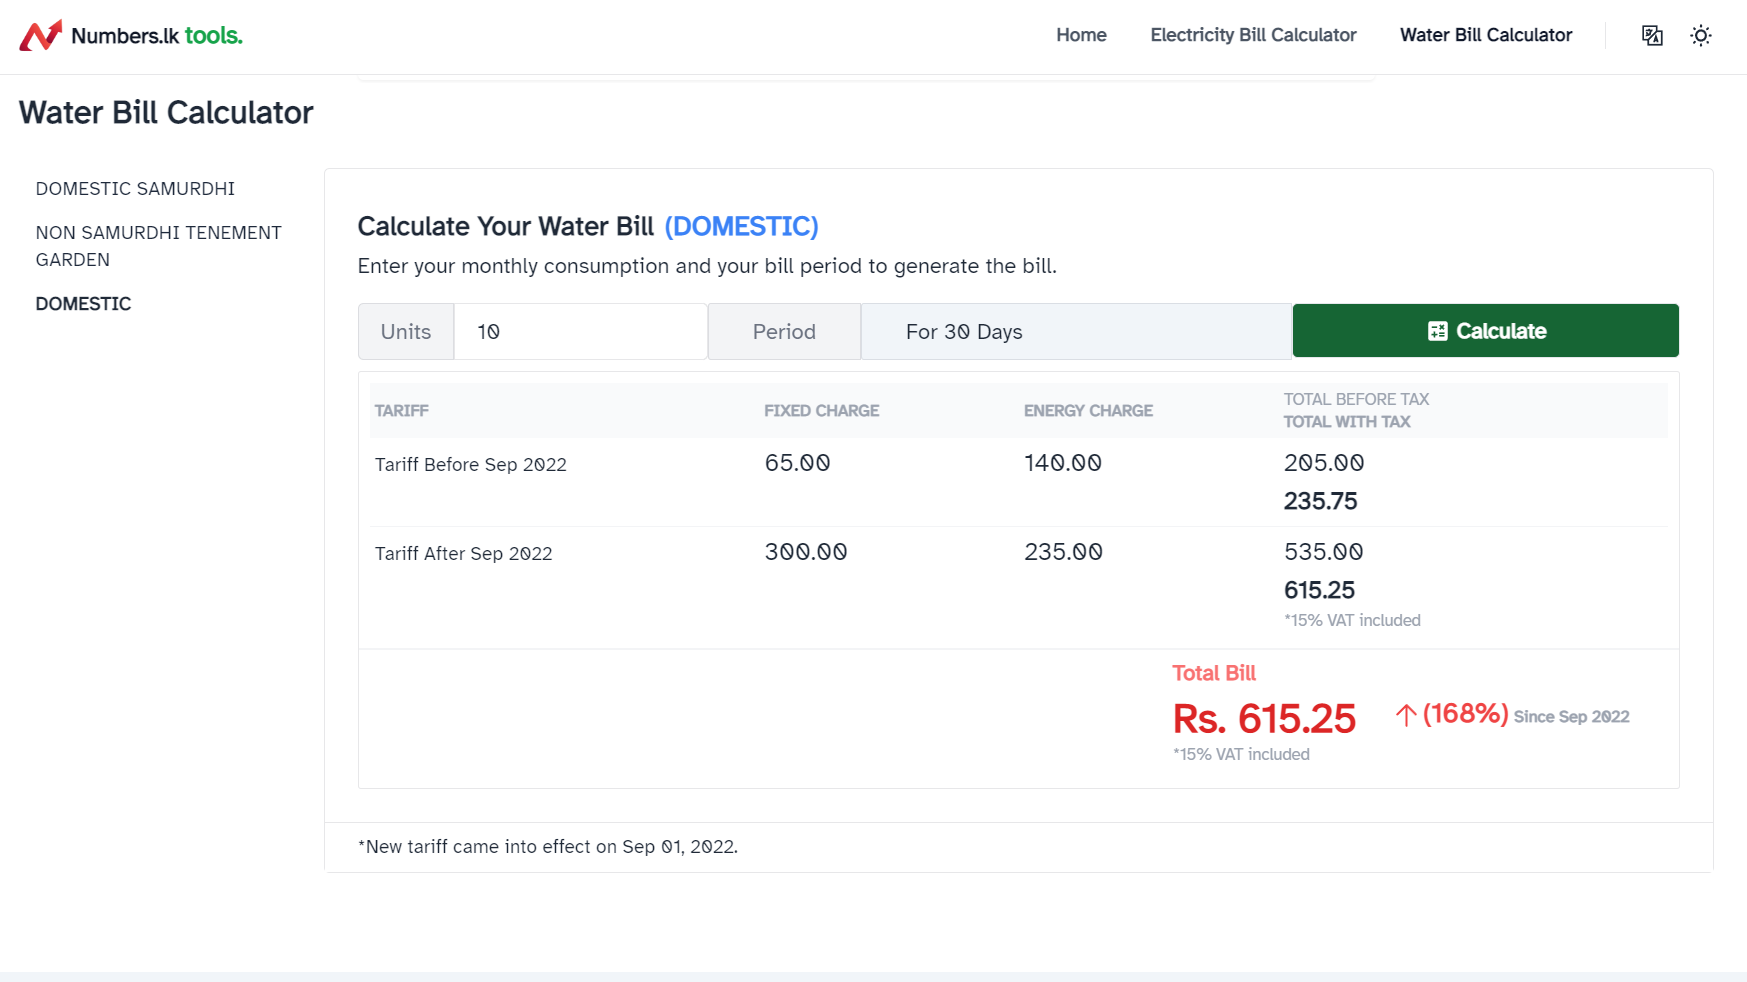 Numbers.lk tools.
Home
Electricity Bill Calculator
Water Bill Calculator
Water Bill Calculator
DOMESTIC SAMURDHI
NON SAMURDHI TENEMENT
GARDEN
DOMESTIC
Calculate Your Water Bill (DOMESTIC)
Enter your monthly consumption and your bill period to generate the bill.
Units
10
Period
For 30 Days
Calculate
TARIFF
FIXED CHARGE
ENERGY CHARGE
TOTAL BEFORE TAX
TOTAL WITH TAX
Tariff Before Sep 2022
65.00
140.00
205.00
235.75
Tariff After Sep 2022
300.00
235.00
535.00
615.25
*15% VAT included
Total Bill
Rs. 615.25
↑ (168%) Since Sep 2022
*15% VAT included
*New tariff came into effect on Sep 01, 2022.